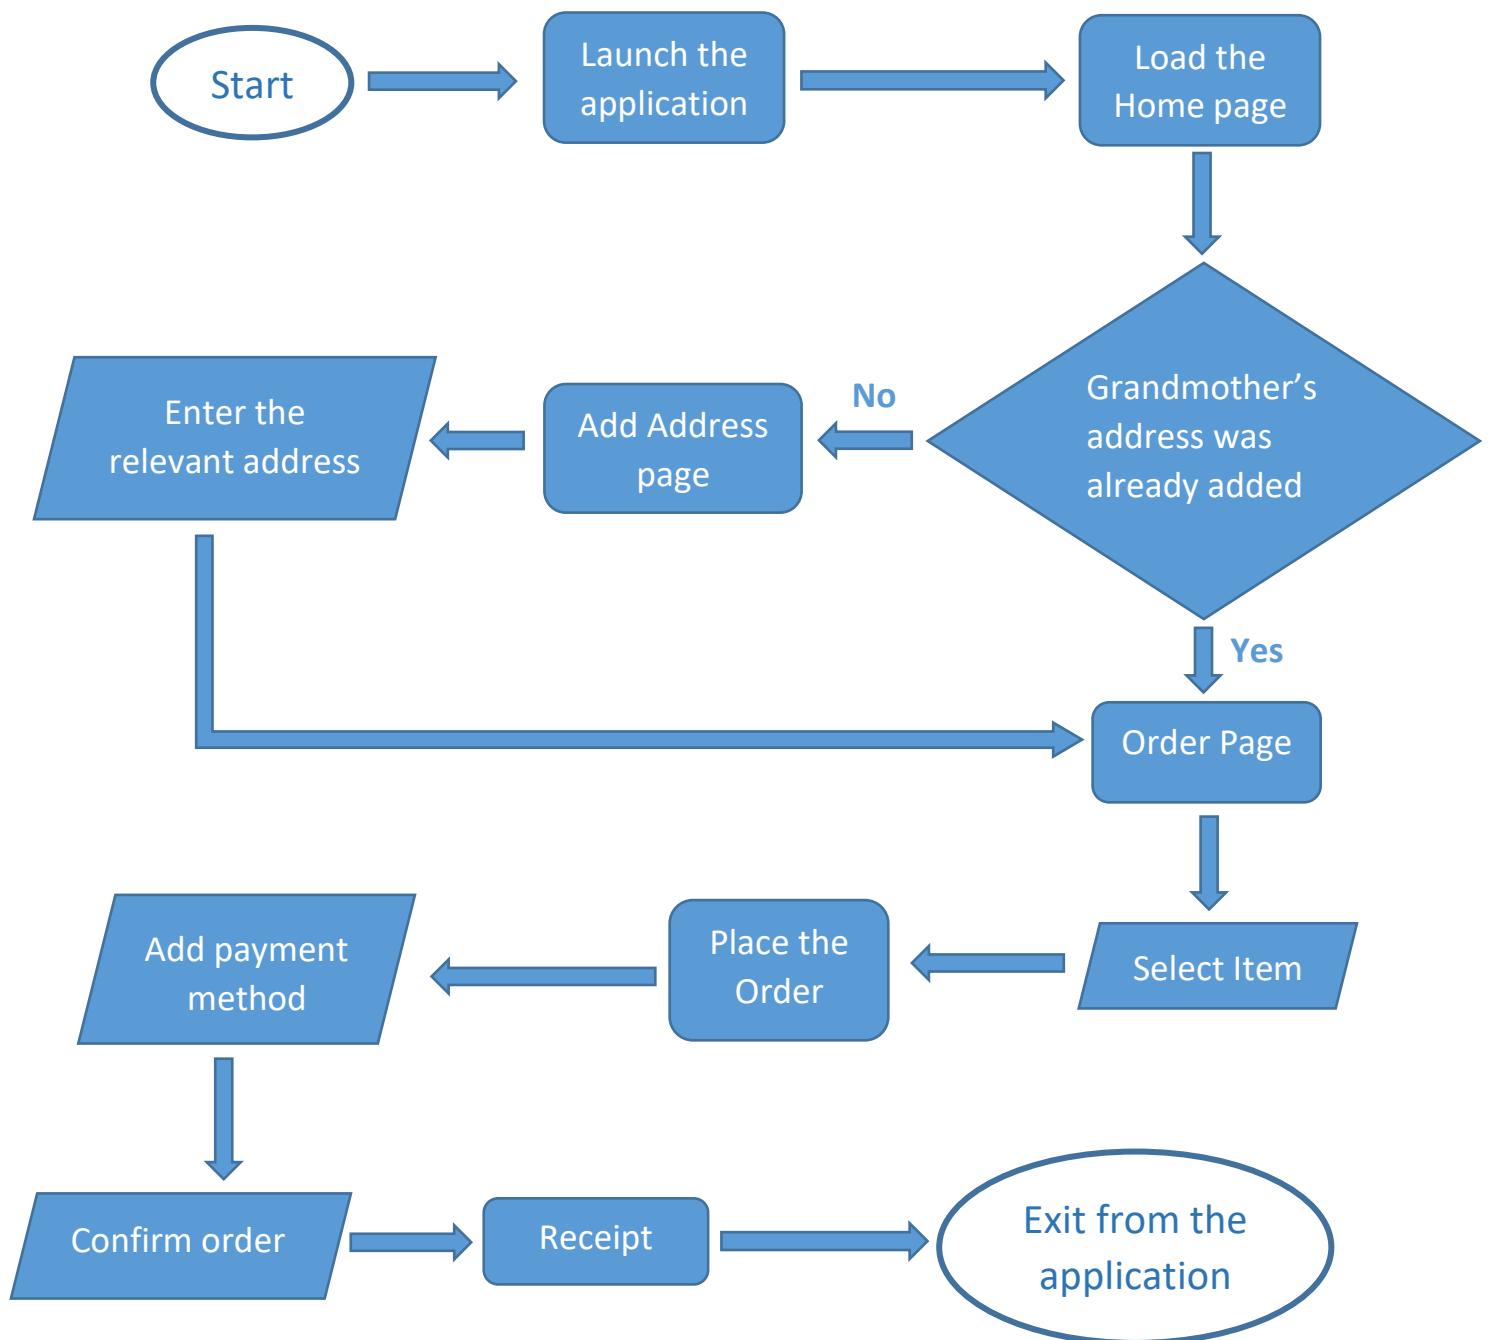 Start
Launch the
application
Load the
Home page
Grandmother’s
address was
already added
No
Add Address
page
Enter the
relevant address
Yes
Order Page
Select Item
Place the
Order
Add payment
method
Confirm order
Receipt
Exit from the
application